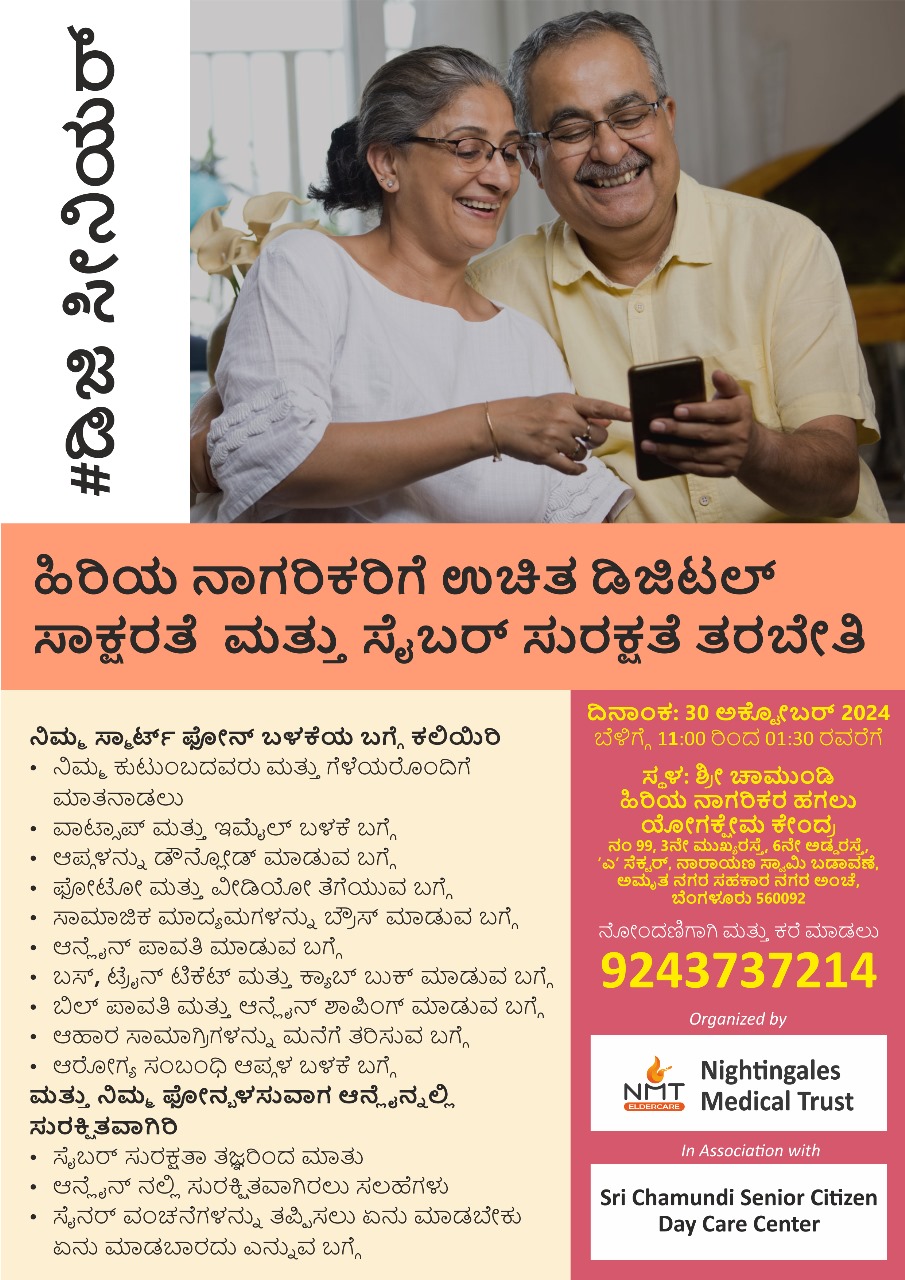 #ಡಿಜಿ ಸೀನಿಯರ್
ಹಿರಿಯ ನಾಗರಿಕರಿಗೆ ಉಚಿತ ಡಿಜಿಟಲ್
ಸಾಕ್ಷರತೆ ಮತ್ತು ಸೈಬರ್ ಸುರಕ್ಷತೆ ತರಬೇತಿ
ನಿಮ್ಮ ಸ್ಮಾರ್ಟ್ ಫೋನ್ ಬಳಕೆಯ ಬಗ್ಗೆ ಕಲಿಯಿರಿ
• ನಿಮ್ಮ ಕುಟುಂಬದವರು ಮತ್ತು ಗೆಳೆಯರೊಂದಿಗೆ
ಮಾತನಾಡಲು
• ವಾಟ್ಸಾಪ್ ಮತ್ತು ಇಮೈಲ್ ಬಳಕೆ ಬಗ್ಗೆ
• ಆಪ್ಗಳನ್ನು ಡೌನ್ಲೋಡ್ ಮಾಡುವ ಬಗ್ಗೆ
• ಫೋಟೋ ಮತ್ತು ವೀಡಿಯೋ ತೆಗೆಯುವ ಬಗ್ಗೆ
• ಸಾಮಾಜಿಕ ಮಾದ್ಯಮಗಳನ್ನು ಬ್ರೌಸ್ ಮಾಡುವ ಬಗ್ಗೆ
• ಆನ್ಲೈನ್ ಪಾವತಿ ಮಾಡುವ ಬಗ್ಗೆ
• ಬಸ್, ಟ್ರೈನ್ ಟಿಕೆಟ್ ಮತ್ತು ಕ್ಯಾಬ್ ಬುಕ್ ಮಾಡುವ ಬಗ್ಗೆ
• ಬಿಲ್ ಪಾವತಿ ಮತ್ತು ಆನ್ಲೈನ್ ಶಾಪಿಂಗ್ ಮಾಡುವ ಬಗ್ಗೆ
• ಆಹಾರ ಸಾಮಾಗ್ರಿಗಳನ್ನು ಮನೆಗೆ ತರಿಸುವ ಬಗ್ಗೆ
• ಆರೋಗ್ಯ ಸಂಬಂಧಿ ಆಪ್ಗಳ ಬಳಕೆ ಬಗ್ಗೆ
ಮತ್ತು ನಿಮ್ಮ ಫೋನ್ಬಳಸುವಾಗ ಆನ್ಲೈನ್ನಲ್ಲಿ
ಸುರಕ್ಷಿತವಾಗಿರಿ
• ಸೈಬರ್ ಸುರಕ್ಷತಾ ತಜ್ಞರಿಂದ ಮಾತು
• ಆನ್ಲೈನ್ ನಲ್ಲಿ ಸುರಕ್ಷಿತವಾಗಿರಲು ಸಲಹೆಗಳು
• ಸೈನರ್ ವಂಚನೆಗಳನ್ನು ತಪ್ಪಿಸಲು ಏನು ಮಾಡಬೇಕು
ಏನು ಮಾಡಬಾರದು ಎನ್ನುವ ಬಗ್ಗೆ
ದಿನಾಂಕ: 30 ಅಕ್ಟೋಬರ್ 2024
ಬೆಳಿಗ್ಗೆ 11:00 ರಿಂದ 01:30 ರವರೆಗೆ
ಸ್ಥಳ: ಶ್ರೀ ಚಾಮುಂಡಿ
ಹಿರಿಯ ನಾಗರಿಕರ ಹಗಲು
ಯೋಗಕ್ಷೇಮ ಕೇಂದ್ರ
ನಂ 99, 3ನೇ ಮುಖ್ಯರಸ್ತೆ, 6ನೇ ಅಡ್ಡರಸ್ತೆ,
'ಎ' ಸೆಕ್ಟರ್, ನಾರಾಯಣ ಸ್ವಾಮಿ ಬಡಾವಣೆ,
ಅಮೃತ ನಗರ ಸಹಕಾರ ನಗರ ಅಂಚೆ,
ಬೆಂಗಳೂರು 560092
ನೋಂದಣಿಗಾಗಿ ಮತ್ತು ಕರೆ ಮಾಡಲು
9243737214
Organized by
NMT
ELDERCARE
Nightingales
Medical Trust
In Association with
Sri Chamundi Senior Citizen
Day Care Center